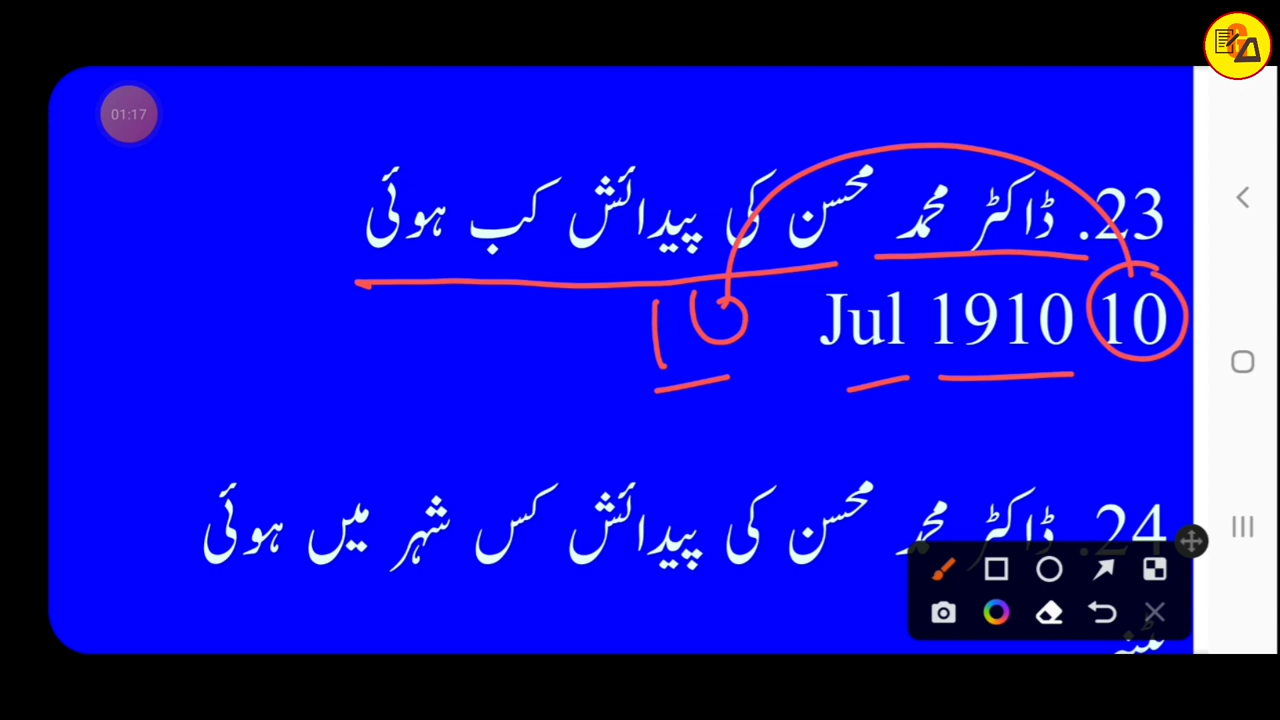 01:17
23. ڈاکٹر محمد محسن کی پیدائش کب ہوئی
10 Jul 1910
10
24. ڈاکٹر محمد محسن کی پیدائش کس شہر میں ہوئی